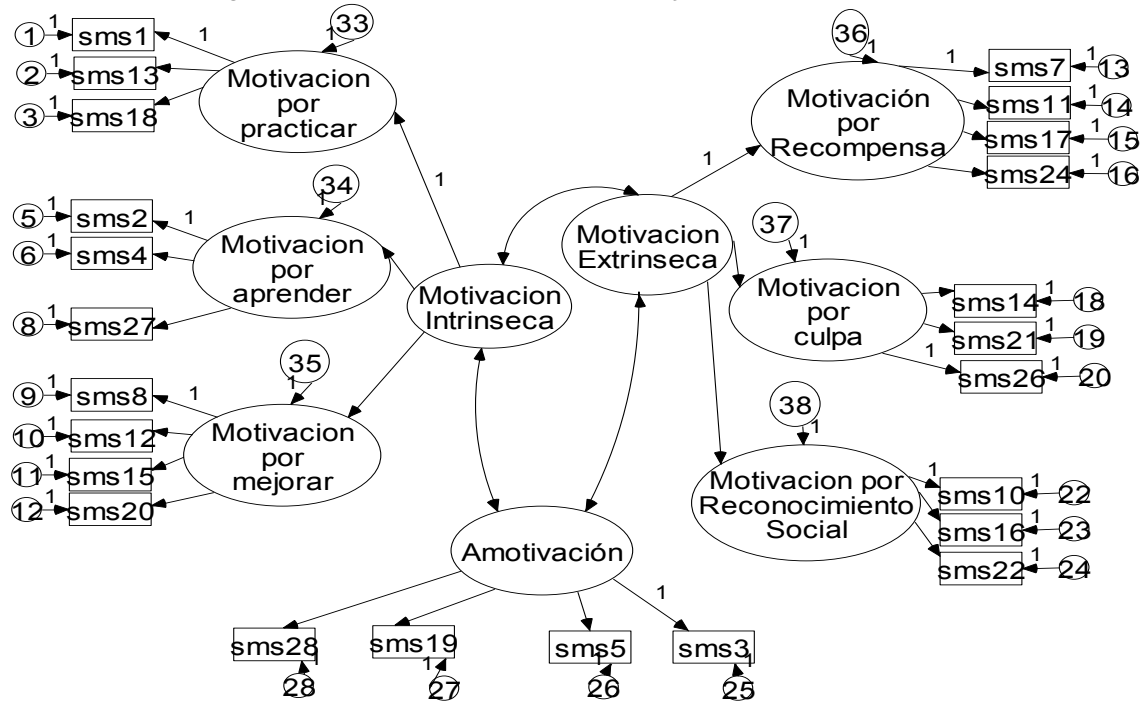 1
1
sms1
1
33
1
2
1
sms13
3
1
sms18
Motivacion
por
practicar
5
1
sms2
1
34
1
6
1
sms4
8
1
sms27
Motivacion
por
aprender
9
1
sms8
1
35
1
10
1
sms12
11
1
sms15
12
1
sms20
Motivacion
por
mejorar
1
Motivacion
Intrinseca
Motivacion
Extrinseca
1
36
1
Motivación
por
Recompensa
1
sms7
1
13
sms11
1
14
sms17
1
15
sms24
1
16
37
1
Motivacion
por
culpa
sms14
1
18
sms21
1
19
1
sms26
1
20
38
1
Motivacion por
Reconocimiento
Social
1
sms10
1
22
sms16
1
23
sms22
1
24
Amotivación
1
sms28
1
28
sms19
1
27
sms5
1
26
sms3
1
25